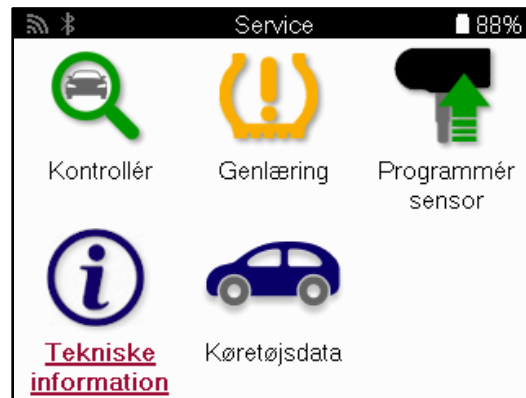 Service
88%
Kontrollér
Genlæring
Programmér
sensor
Tekniske
information
Køretøjsdata